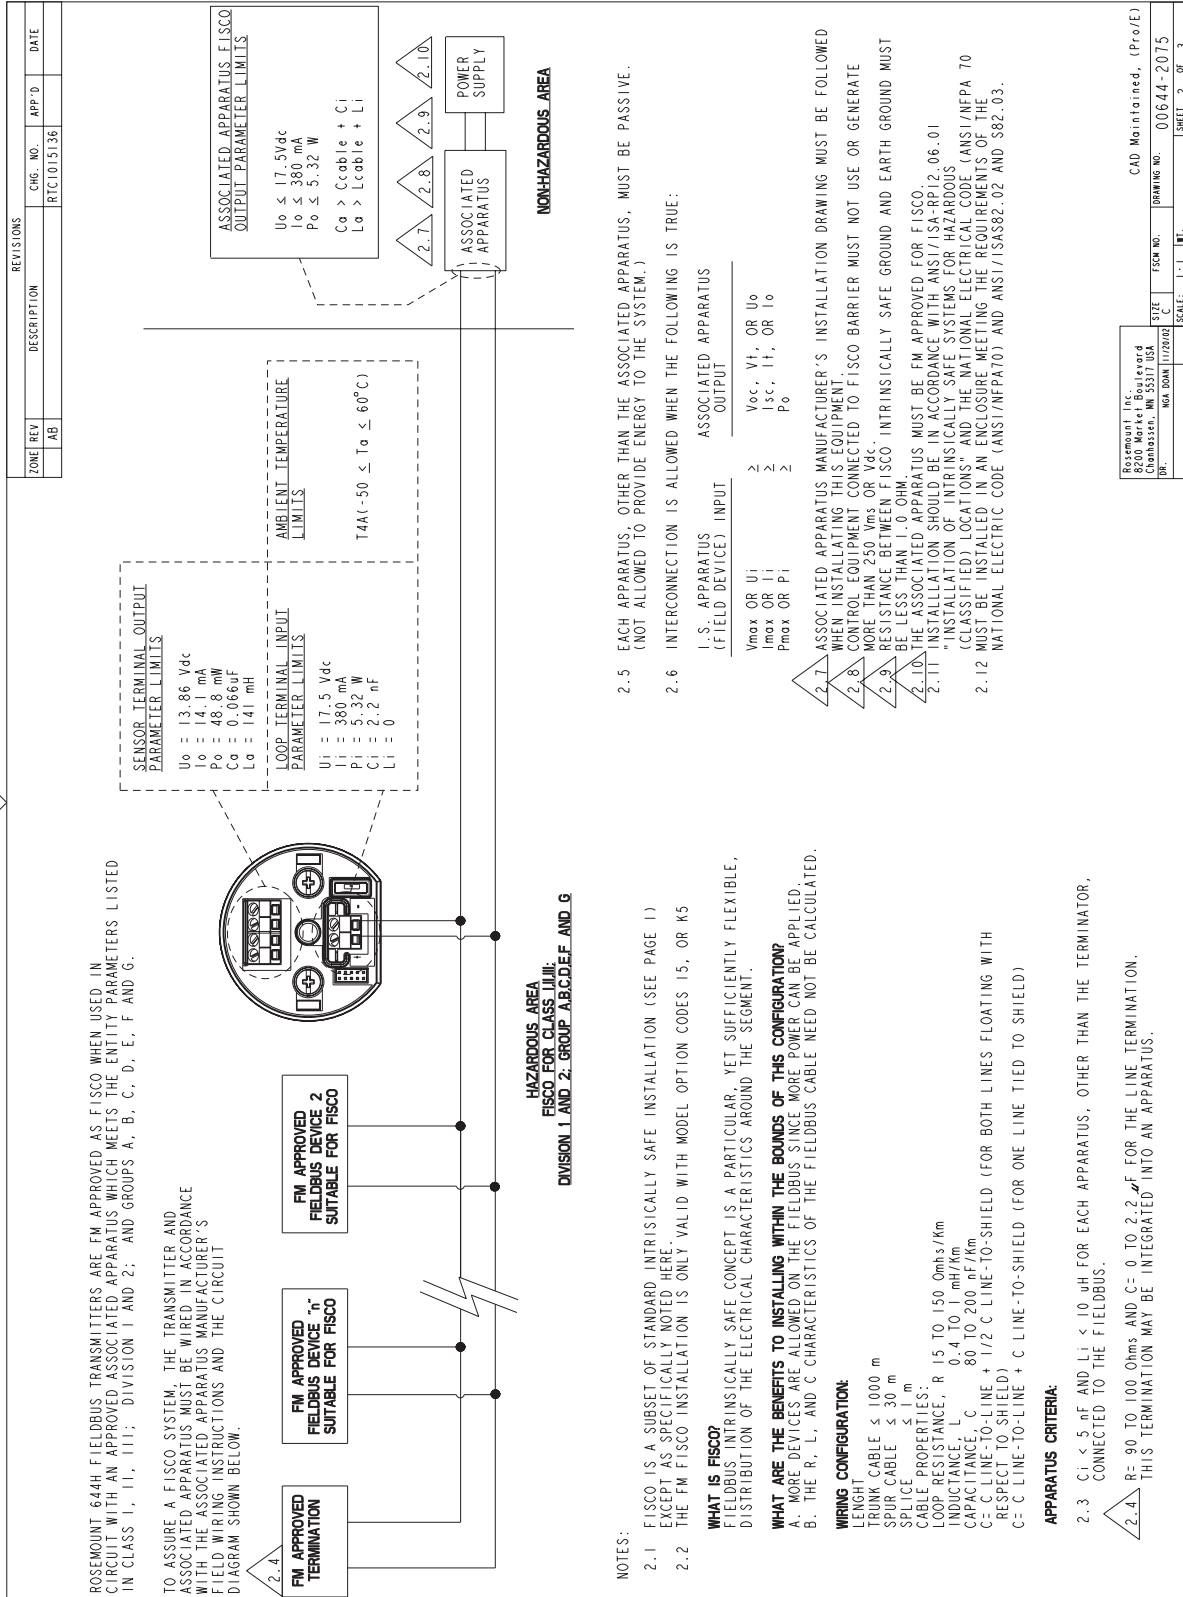 REVISIONS
ZONE REV DESCRIPTION CHG. NO. APP'D DATE
AB RTC1015136
ROSEMOUNT 644H FIELDBUS TRANSMITTERS ARE FM APPROVED AS FISCO WHEN USED IN
CIRCUIT WITH AN APPROVED ASSOCIATED APPARATUS WHICH MEETS THE ENTITY PARAMETERS LISTED
IN CLASS I, II, III; DIVISION 1 AND 2; AND GROUPS A, B, C, D, E, F AND G.
TO ASSURE A FISCO SYSTEM, THE TRANSMITTER AND
ASSOCIATED APPARATUS MUST BE WIRED IN ACCORDANCE
WITH THE ASSOCIATED APPARATUS MANUFACTURER'S
FIELD WIRING INSTRUCTIONS AND THE CIRCUIT
DIAGRAM SHOWN BELOW.
2.4
FM APPROVED
TERMINATION
FM APPROVED
FIELDBUS DEVICE "n"
SUITABLE FOR FISCO
FM APPROVED
FIELDBUS DEVICE 2
SUITABLE FOR FISCO
SENSOR TERMINAL OUTPUT
PARAMETER LIMITS
Uo = 13.86 Vdc
Io = 14.1 mA
Po = 48.8 mW
Ca = 0.066uF
La = 141 mH
LOOP TERMINAL INPUT
PARAMETER LIMITS
Ui = 17.5 Vdc
Ii = 380 mA
Pi = 5.32 W
Ci = 2.2 nF
Li = 0
AMBIENT TEMPERATURE
LIMITS
T4A(-50 ≤ Ta ≤ 60°C)
ASSOCIATED APPARATUS FISCO
OUTPUT PARAMETER LIMITS
Uo ≤ 17.5Vdc
Io ≤ 380 mA
Po ≤ 5.32 W
Ca > Ccable + Ci
La > Lcable + Li
2.7 2.8 2.9 2.10
ASSOCIATED
APPARATUS
POWER
SUPPLY
HAZARDOUS AREA
FISCO FOR CLASS I,II,III;
DIVISION 1 AND 2; GROUP A,B,C,D,E,F AND G
NON-HAZARDOUS AREA
NOTES:
2.1 FISCO IS A SUBSET OF STANDARD INTRISICALLY SAFE INSTALLATION (SEE PAGE 1)
EXCEPT AS SPECIFICALLY NOTED HERE.
2.2 THE FM FISCO INSTALLATION IS ONLY VALID WITH MODEL OPTION CODES I5, OR K5
WHAT IS FISCO?
FIELDBUS INTRINSICALLY SAFE CONCEPT IS A PARTICULAR, YET SUFFICIENTLY FLEXIBLE,
DISTRIBUTION OF THE ELECTRICAL CHARACTERISTICS AROUND THE SEGMENT.
WHAT ARE THE BENEFITS TO INSTALLING WITHIN THE BOUNDS OF THIS CONFIGURATION?
A. MORE DEVICES ARE ALLOWED ON THE FIELDBUS SINCE MORE POWER CAN BE APPLIED.
B. THE R, L, AND C CHARACTERISTICS OF THE FIELDBUS CABLE NEED NOT BE CALCULATED.
WIRING CONFIGURATION:
LENGHT
TRUNK CABLE ≤ 1000 m
SPUR CABLE ≤ 30 m
SPLICE ≤ 1 m
CABLE PROPERTIES:
LOOP RESISTANCE, R 15 TO 150 Omhs/Km
INDUCTANCE, L 0.4 TO 1 mH/Km
CAPACITANCE, C 80 TO 200 nF/Km
C= C LINE-TO-LINE + 1/2 C LINE-TO-SHIELD (FOR BOTH LINES FLOATING WITH
RESPECT TO SHIELD)
C= C LINE-TO-LINE + C LINE-TO-SHIELD (FOR ONE LINE TIED TO SHIELD)
APPARATUS CRITERIA:
2.3 Ci < 5 nF AND Li < 10 uH FOR EACH APPARATUS, OTHER THAN THE TERMINATOR,
CONNECTED TO THE FIELDBUS.
2.4 R= 90 TO 100 Ohms AND C= 0 TO 2.2 µF FOR THE LINE TERMINATION.
THIS TERMINATION MAY BE INTEGRATED INTO AN APPARATUS.
2.5 EACH APPARATUS, OTHER THAN THE ASSOCIATED APPARATUS, MUST BE PASSIVE.
(NOT ALLOWED TO PROVIDE ENERGY TO THE SYSTEM.)
2.6 INTERCONNECTION IS ALLOWED WHEN THE FOLLOWING IS TRUE:
I.S. APPARATUS ASSOCIATED APPARATUS
(FIELD DEVICE) INPUT OUTPUT
Vmax OR Ui ≥ Voc, Vt, OR Uo
Imax OR Ii ≥ Isc, It, OR Io
Pmax OR Pi ≥ Po
2.7 ASSOCIATED APPARATUS MANUFACTURER'S INSTALLATION DRAWING MUST BE FOLLOWED
WHEN INSTALLATING THIS EQUIPMENT.
2.8 CONTROL EQUIPMENT CONNECTED TO FISCO BARRIER MUST NOT USE OR GENERATE
MORE THAN 250 Vms OR Vdc.
2.9 RESISTANCE BETWEEN FISCO INTRINSICALLY SAFE GROUND AND EARTH GROUND MUST
BE LESS THAN 1.0 OHM.
2.10 THE ASSOCIATED APPARATUS MUST BE FM APPROVED FOR FISCO.
2.11 INSTALLLATION SHOULD BE IN ACCORDANCE WITH ANSI/ISA-RP12.06.01
"INSTALLATION OF INTRINSICALLY SAFE SYSTEMS FOR HAZARDOUS
(CLASSIFIED) LOCATIONS" AND THE NATIONAL ELECTRICAL CODE (ANSI/NFPA 70
2.12 MUST BE INSTALLED IN AN ENCLOSURE MEETING THE REQUIREMENTS OF THE
NATIONAL ELECTRIC CODE (ANSI/NFPA70) AND ANSI/ISAS82.02 AND S82.03.
CAD Maintained, (Pro/E)
Rosemount Inc.
8200 Market Boulevard
Chanhassen, MN 55317 USA
DR. NGA DOAN 11/20/02
SIZE FSCM NO. DRAWING NO.
C 00644-2075
SCALE: 1:1 WT. SHEET 2 OF 3